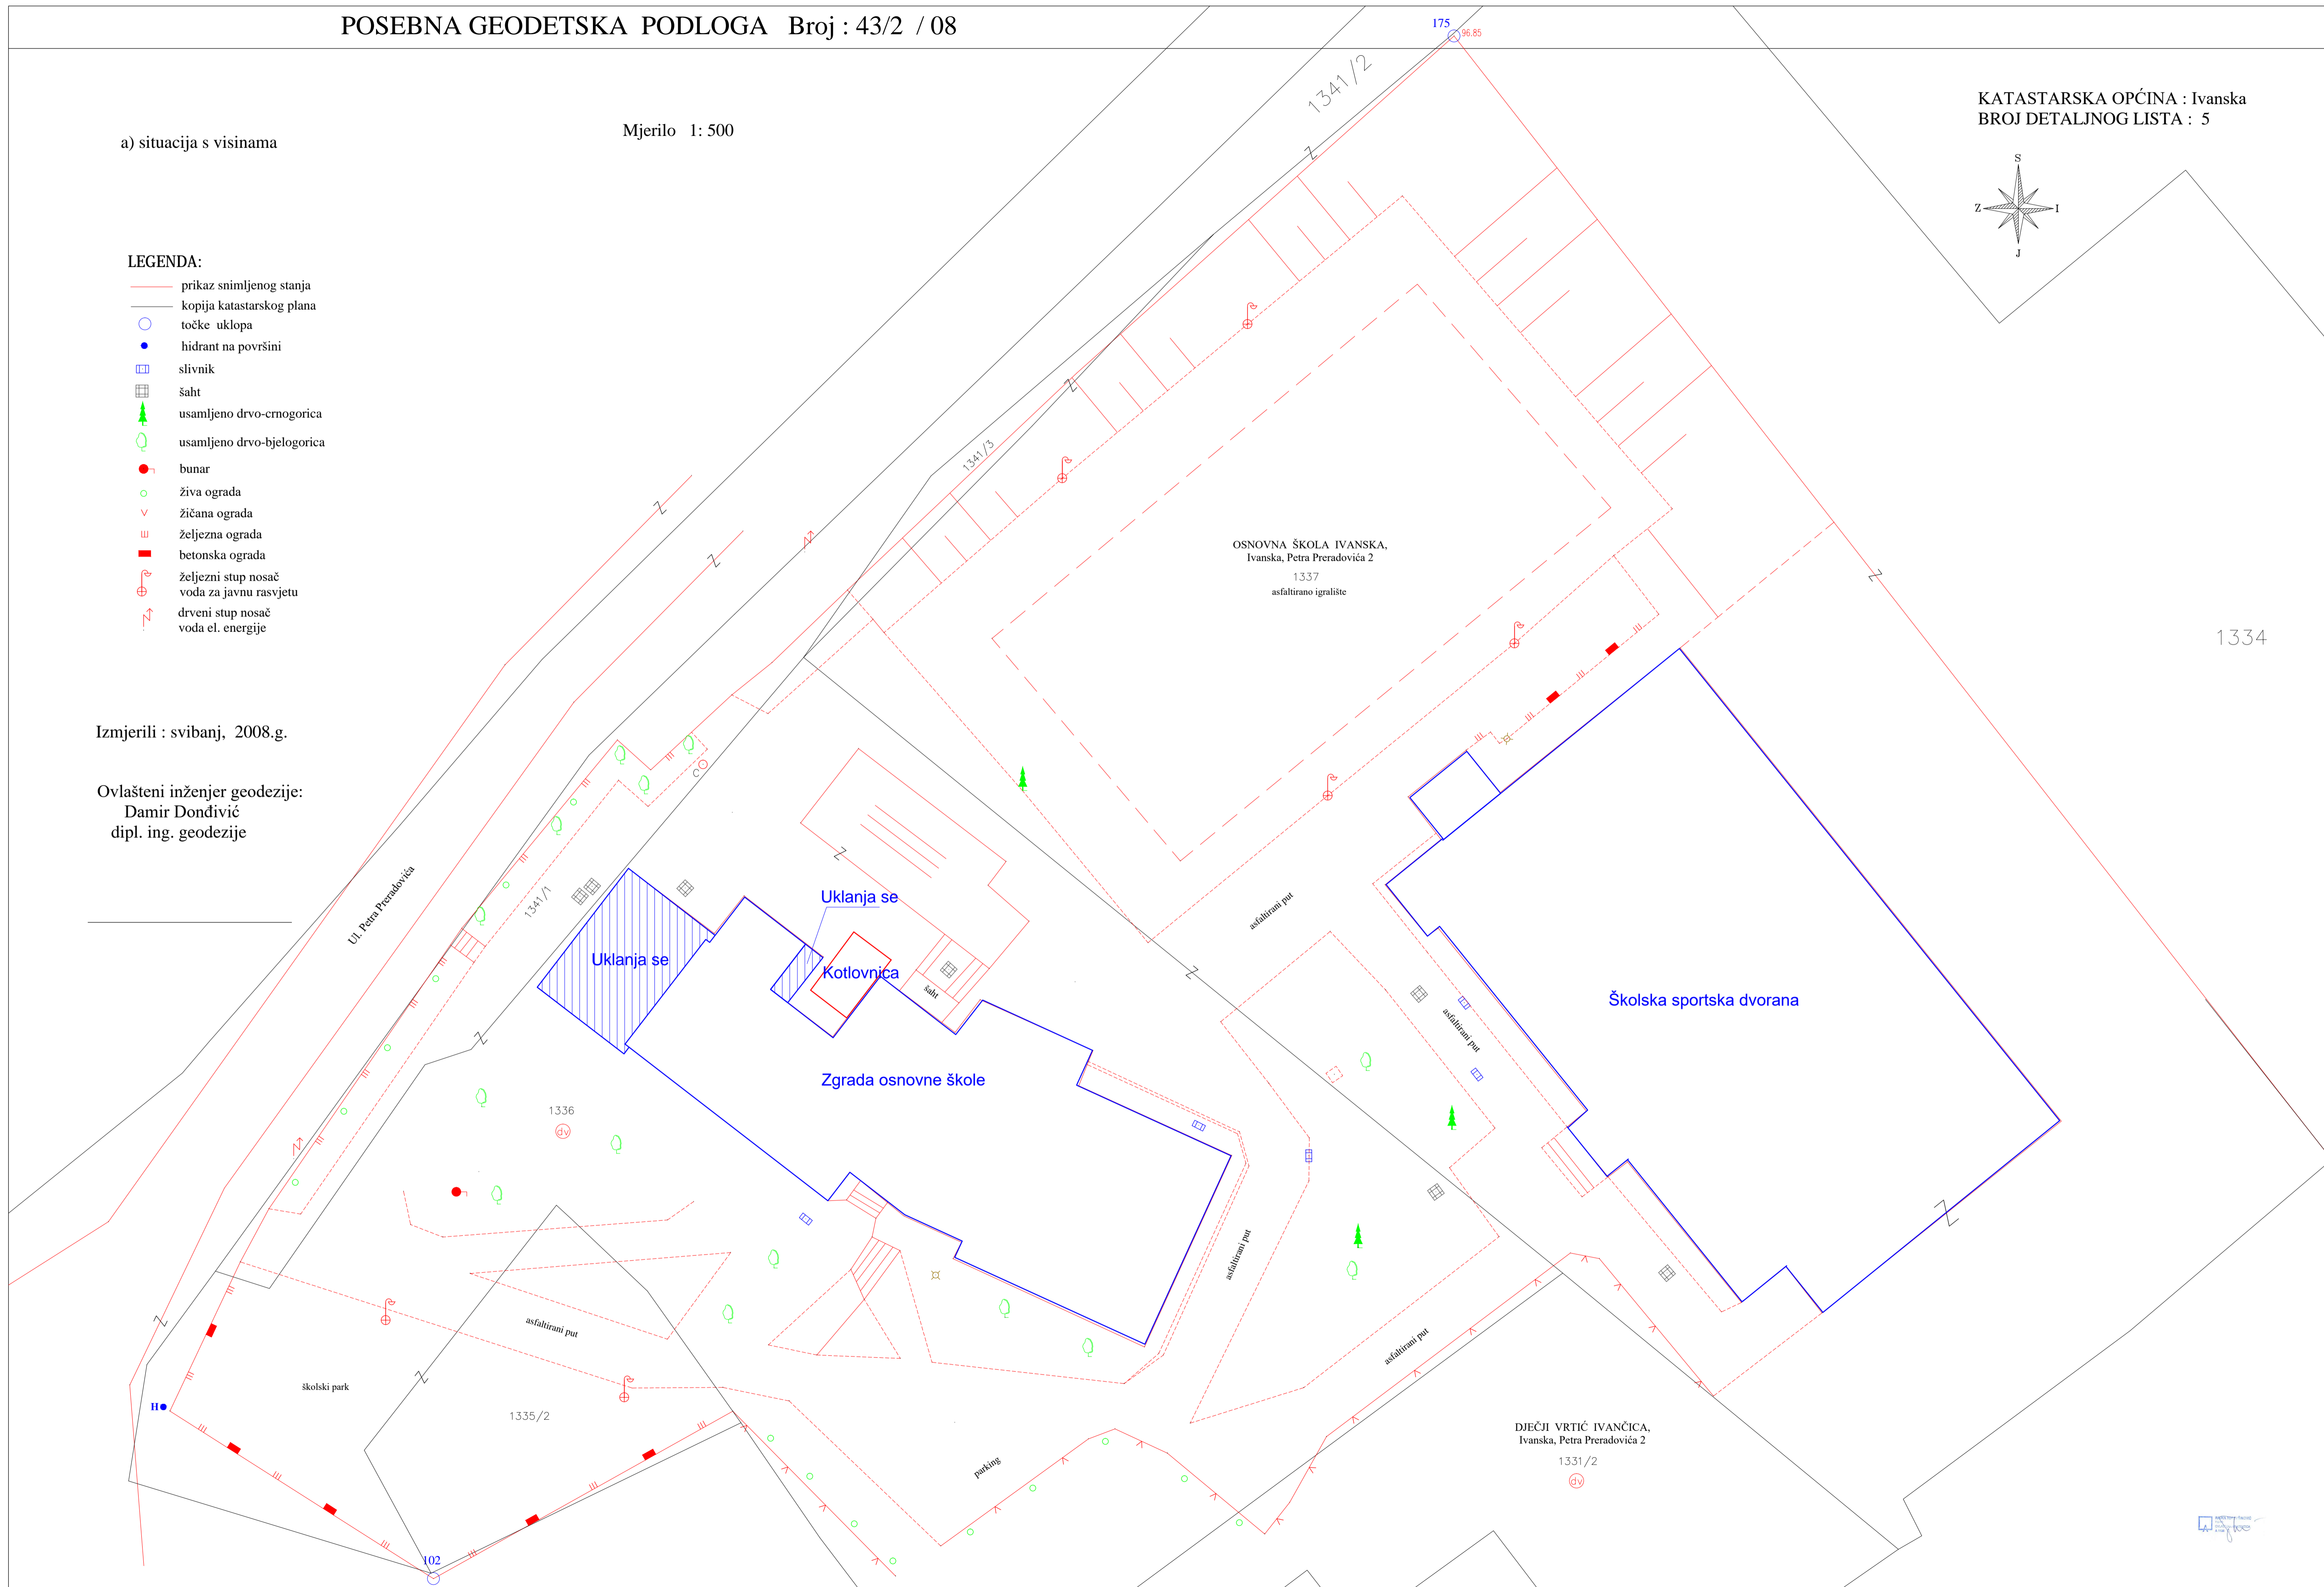 POSEBNA GEODETSKA PODLOGA Broj : 43/2 / 08
175
96.85
1341/2
KATASTARSKA OPĆINA : Ivanska
BROJ DETALJNOG LISTA : 5
a) situacija s visinama
Mjerilo 1: 500
S
Z
I
J
LEGENDA:
prikaz snimljenog stanja
kopija katastarskog plana
točke uklopa
hidrant na površini
slivnik
šaht
usamljeno drvo-crnogorica
usamljeno drvo-bjelogorica
bunar
živa ograda
žičana ograda
željezna ograda
betonska ograda
željezni stup nosač
voda za javnu rasvjetu
drveni stup nosač
voda el. energije
1341/3
OSNOVNA ŠKOLA IVANSKA,
Ivanska, Petra Preradovića 2
1337
asfaltirano igralište
1334
Izmjerili : svibanj, 2008.g.
Ovlašteni inženjer geodezije:
Damir Donđivić
dipl. ing. geodezije
C
Ul. Petra Preradovića
1341/1
Uklanja se
Uklanja se
Kotlovnica
šaht
asfaltirani put
asfaltirani put
Školska sportska dvorana
Zgrada osnovne škole
1336
dv
asfaltirani put
asfaltirani put
asfaltirani put
školski park
H
1335/2
parking
DJEČJI VRTIĆ IVANČICA,
Ivanska, Petra Preradovića 2
1331/2
dv
102